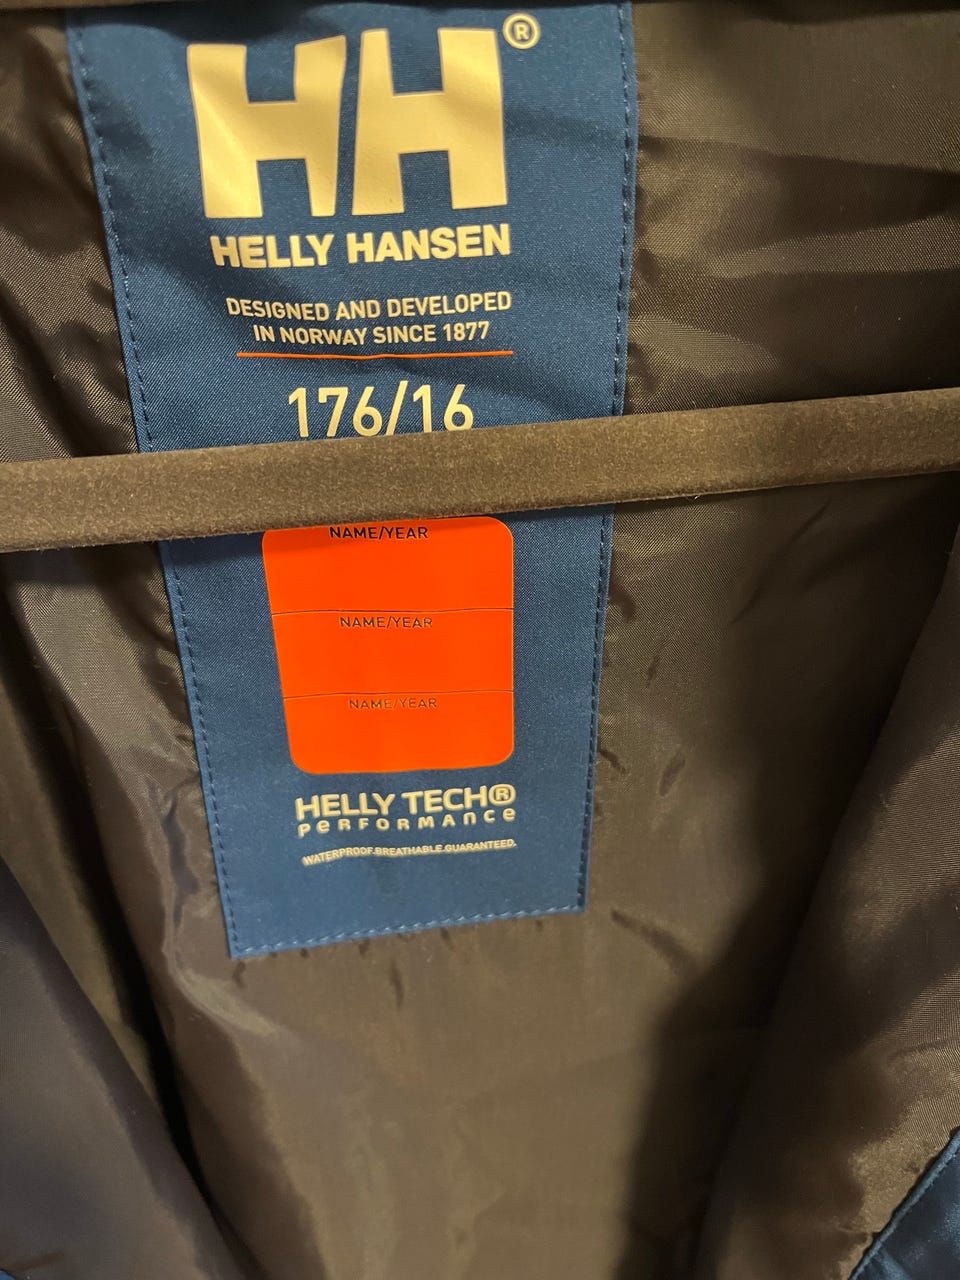 HH®
HELLY HANSEN
DESIGNED AND DEVELOPED
IN NORWAY SINCE 1877
176/16
NAME/YEAR
NAME/YEAR
NAME/YEAR
HELLY TECH®
PERFORMANCE
WATERPROOF.BREATHABLE.GUARANTEED.